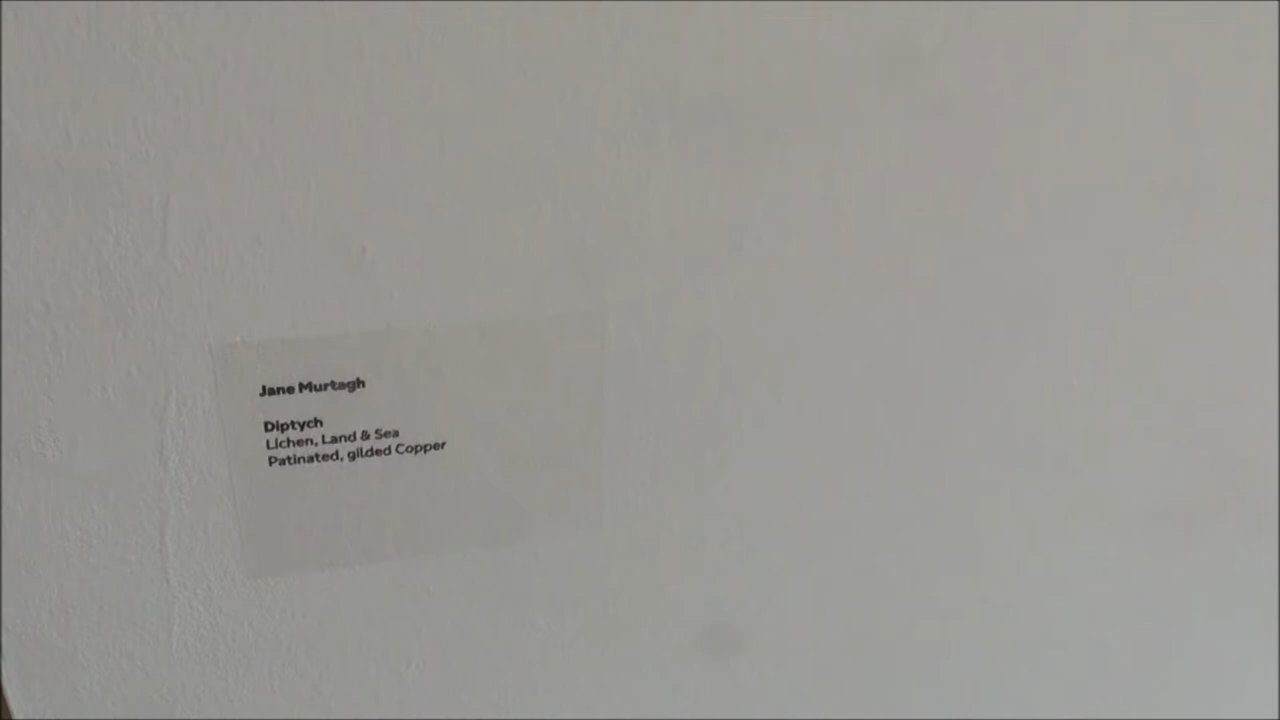 Jane Murtagh
Diptych
Lichen, Land & Sea
Patinated, gilded Copper